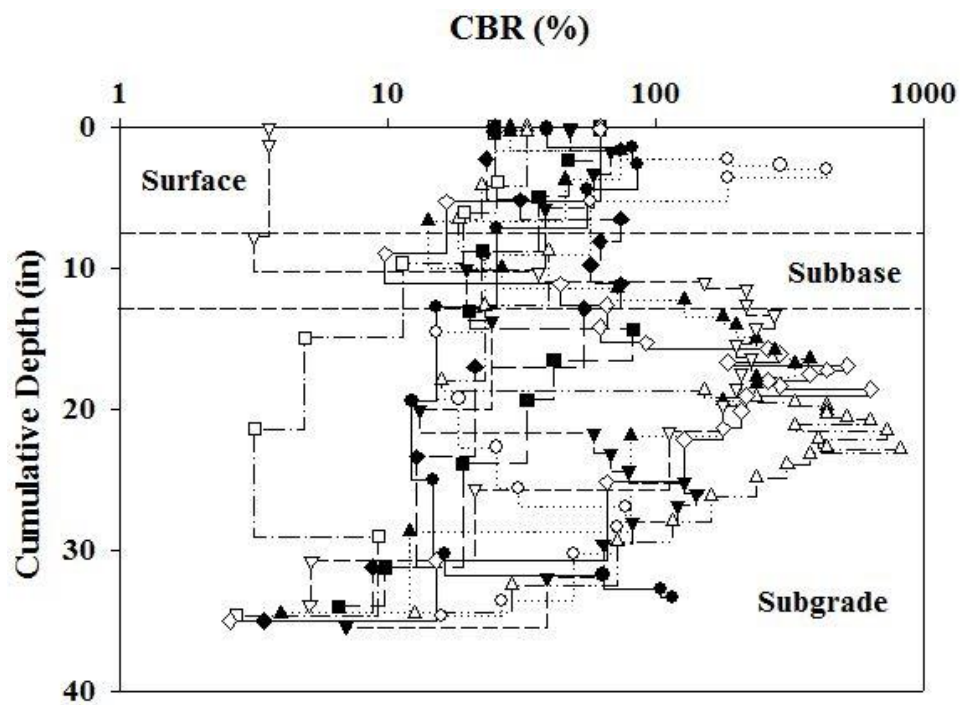 CBR (%)
1 10 100 1000
0
Surface
10
Subbase
Cumulative Depth (in)
20
30
Subgrade
40